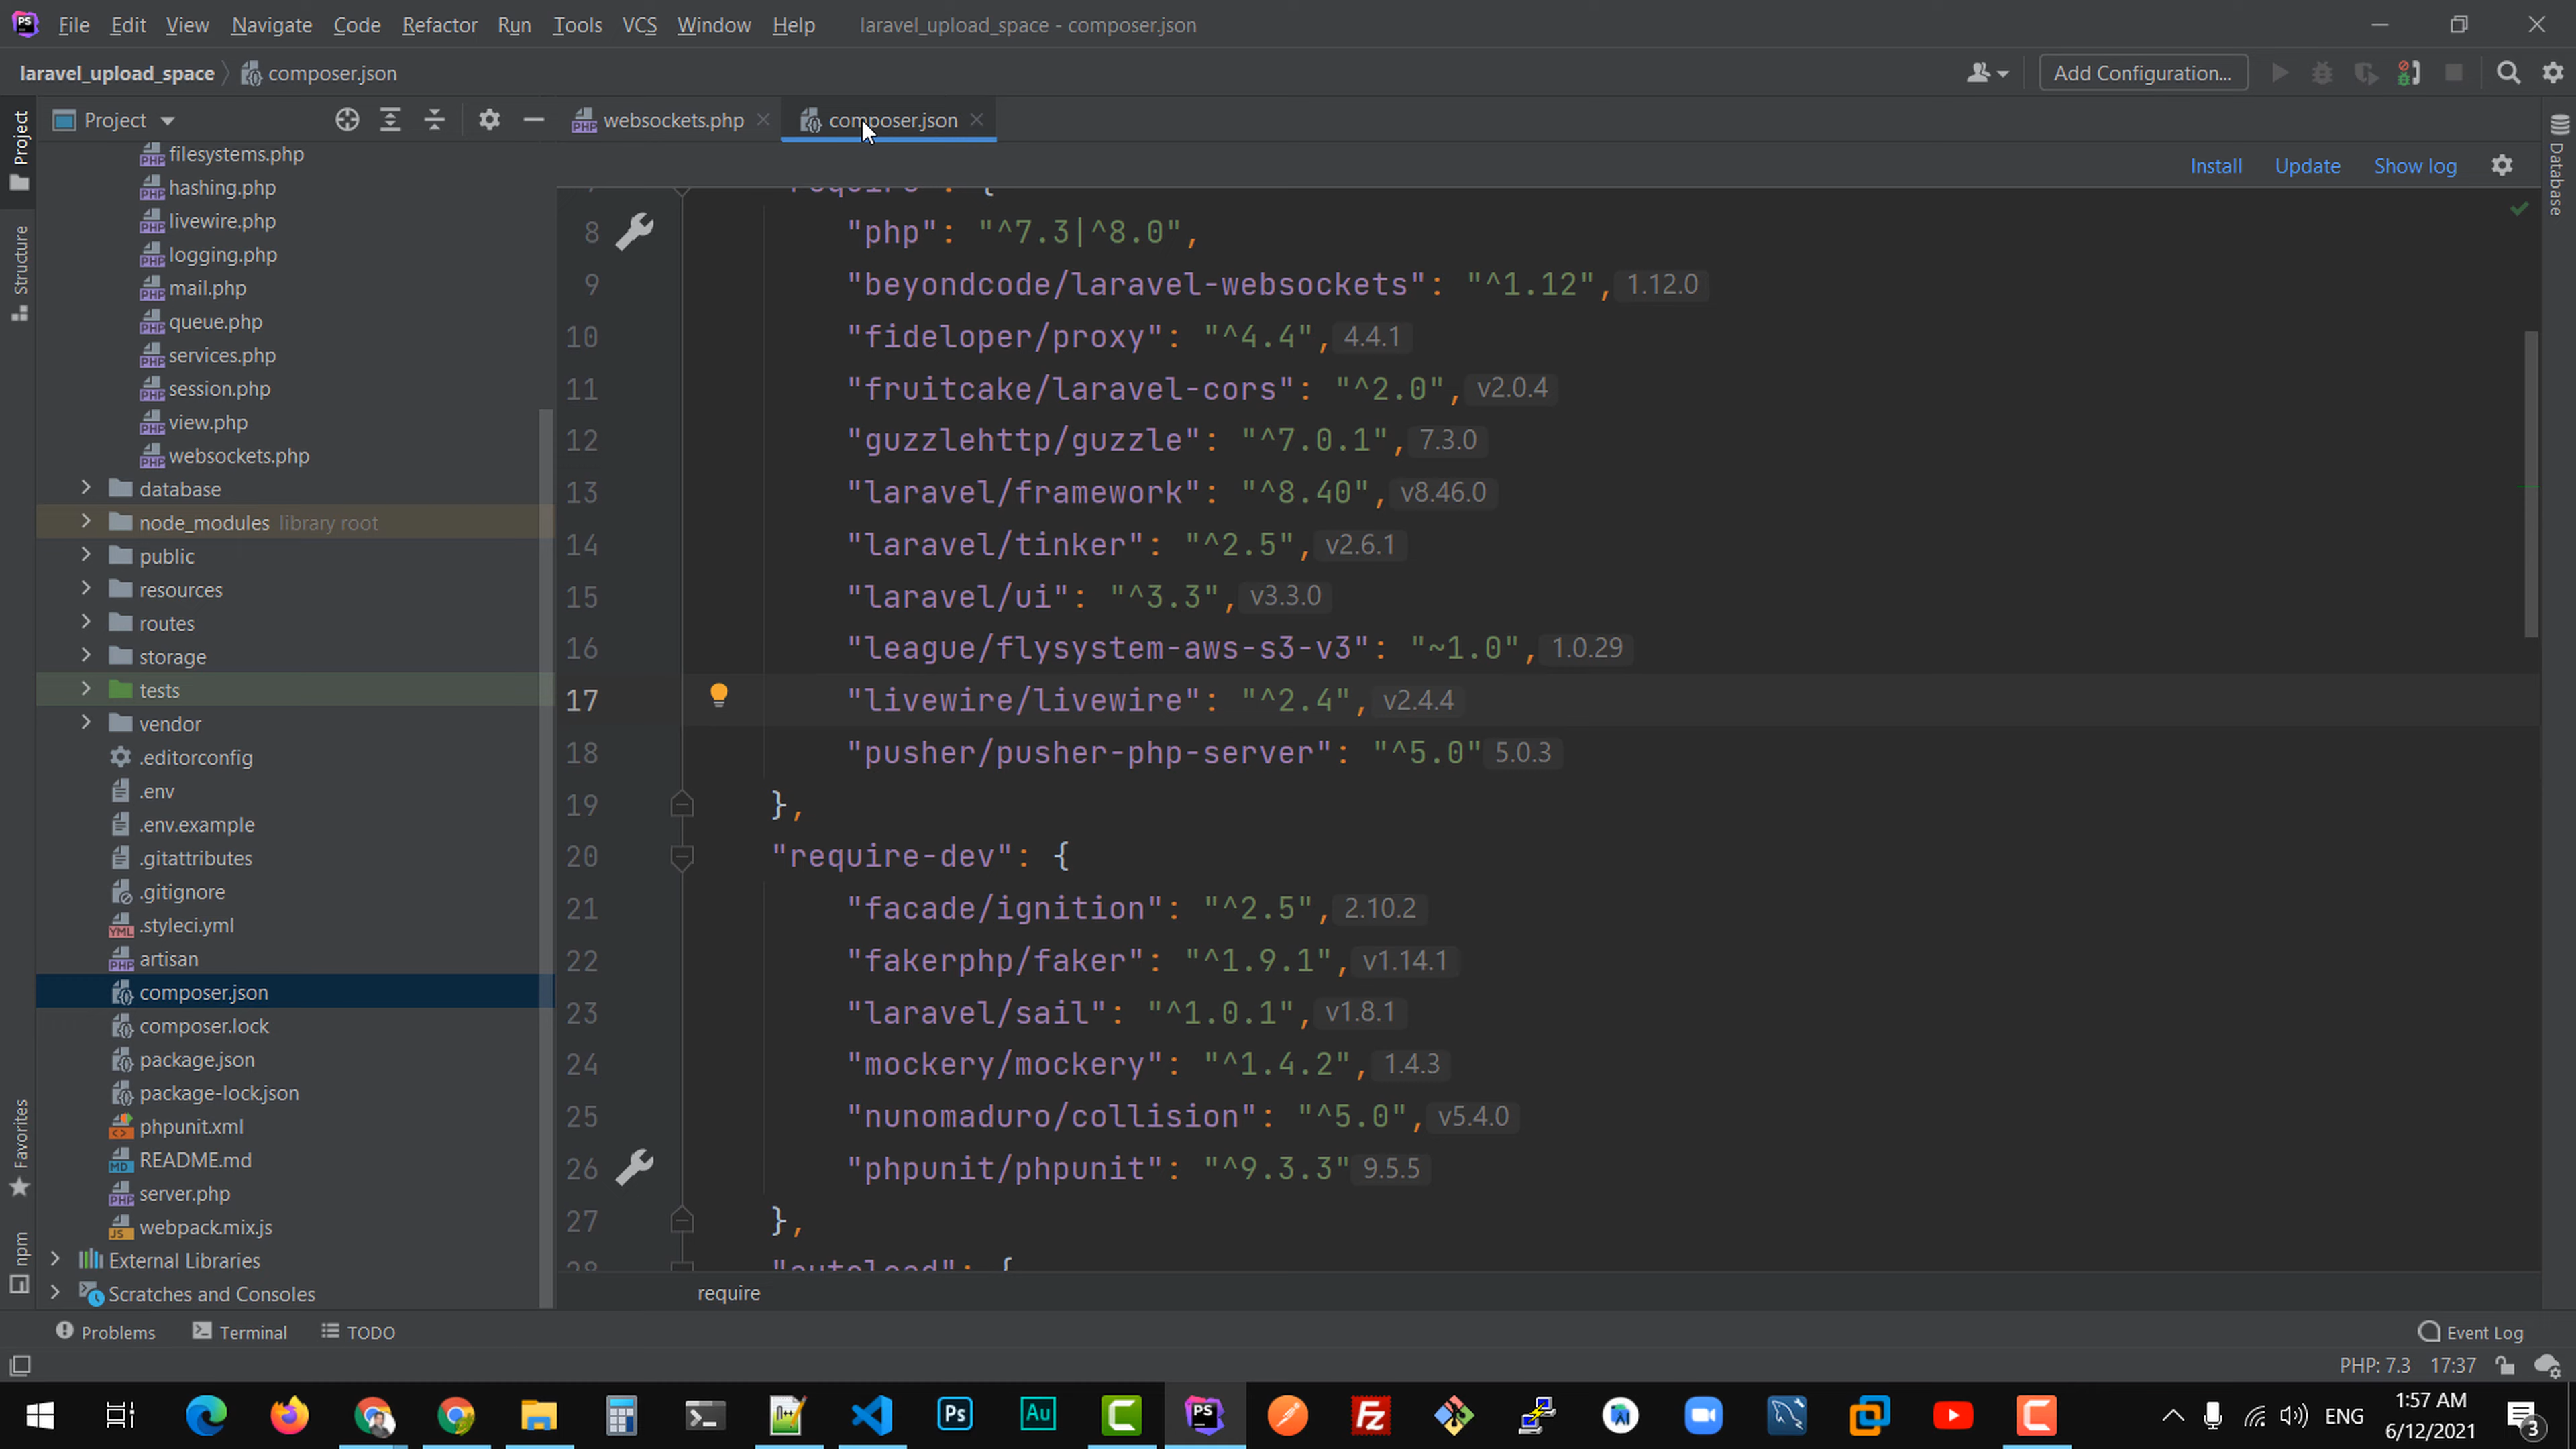 File Edit View Navigate Code Refactor Run Tools VCS Window Help laravel_upload_space - composer.json
laravel_upload_space composer.json Add Configuration...
Project websockets.php composer.json
Install Update Show log
Project
Structure
Favorites
npm
Database
filesystems.php
hashing.php
livewire.php
logging.php
mail.php
queue.php
services.php
session.php
view.php
websockets.php
database
node_modules library root
public
resources
routes
storage
tests
vendor
.editorconfig
.env
.env.example
.gitattributes
.gitignore
.styleci.yml
artisan
composer.json
composer.lock
package.json
package-lock.json
phpunit.xml
README.md
server.php
webpack.mix.js
External Libraries
Scratches and Consoles
7 "require": {
8 "php": "^7.3|^8.0",
9 "beyondcode/laravel-websockets": "^1.12", 1.12.0
10 "fideloper/proxy": "^4.4", 4.4.1
11 "fruitcake/laravel-cors": "^2.0", v2.0.4
12 "guzzlehttp/guzzle": "^7.0.1", 7.3.0
13 "laravel/framework": "^8.40", v8.46.0
14 "laravel/tinker": "^2.5", v2.6.1
15 "laravel/ui": "^3.3", v3.3.0
16 "league/flysystem-aws-s3-v3": "~1.0", 1.0.29
17 "livewire/livewire": "^2.4", v2.4.4
18 "pusher/pusher-php-server": "^5.0" 5.0.3
19 },
20 "require-dev": {
21 "facade/ignition": "^2.5", 2.10.2
22 "fakerphp/faker": "^1.9.1", v1.14.1
23 "laravel/sail": "^1.0.1", v1.8.1
24 "mockery/mockery": "^1.4.2", 1.4.3
25 "nunomaduro/collision": "^5.0", v5.4.0
26 "phpunit/phpunit": "^9.3.3" 9.5.5
27 },
28 "autoload": {
require
Problems Terminal TODO Event Log
PHP: 7.3 17:37
ENG 1:57 AM
6/12/2021 3